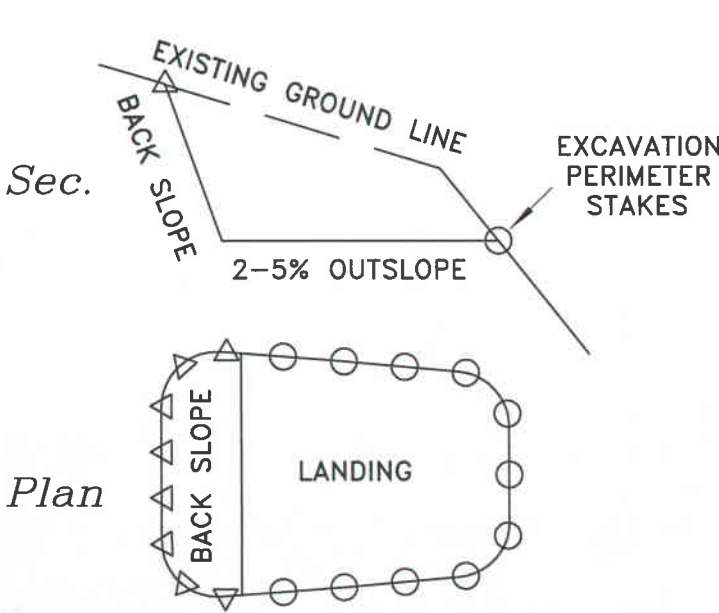 EXISTING GROUND LINE
BACK SLOPE
Sec.
EXCAVATION
PERIMETER
STAKES
2-5% OUTSLOPE
BACK SLOPE
LANDING
Plan